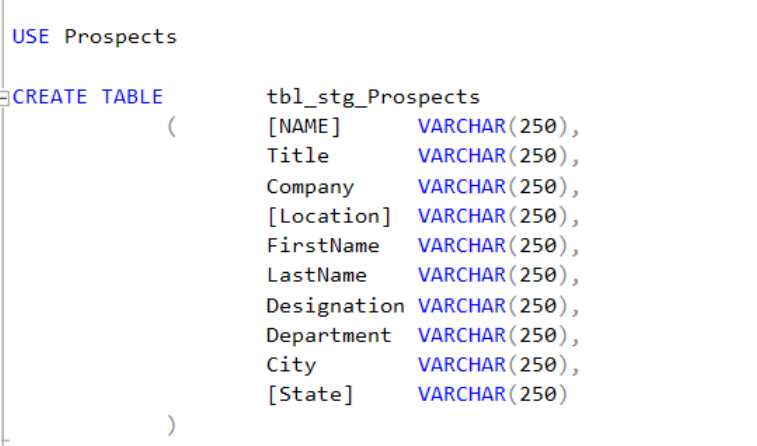 USE Prospects
CREATE TABLE tbl_stg_Prospects
( [NAME] VARCHAR(250),
Title VARCHAR(250),
Company VARCHAR(250),
[Location] VARCHAR(250),
FirstName VARCHAR(250),
LastName VARCHAR(250),
Designation VARCHAR(250),
Department VARCHAR(250),
City VARCHAR(250),
[State] VARCHAR(250)
)